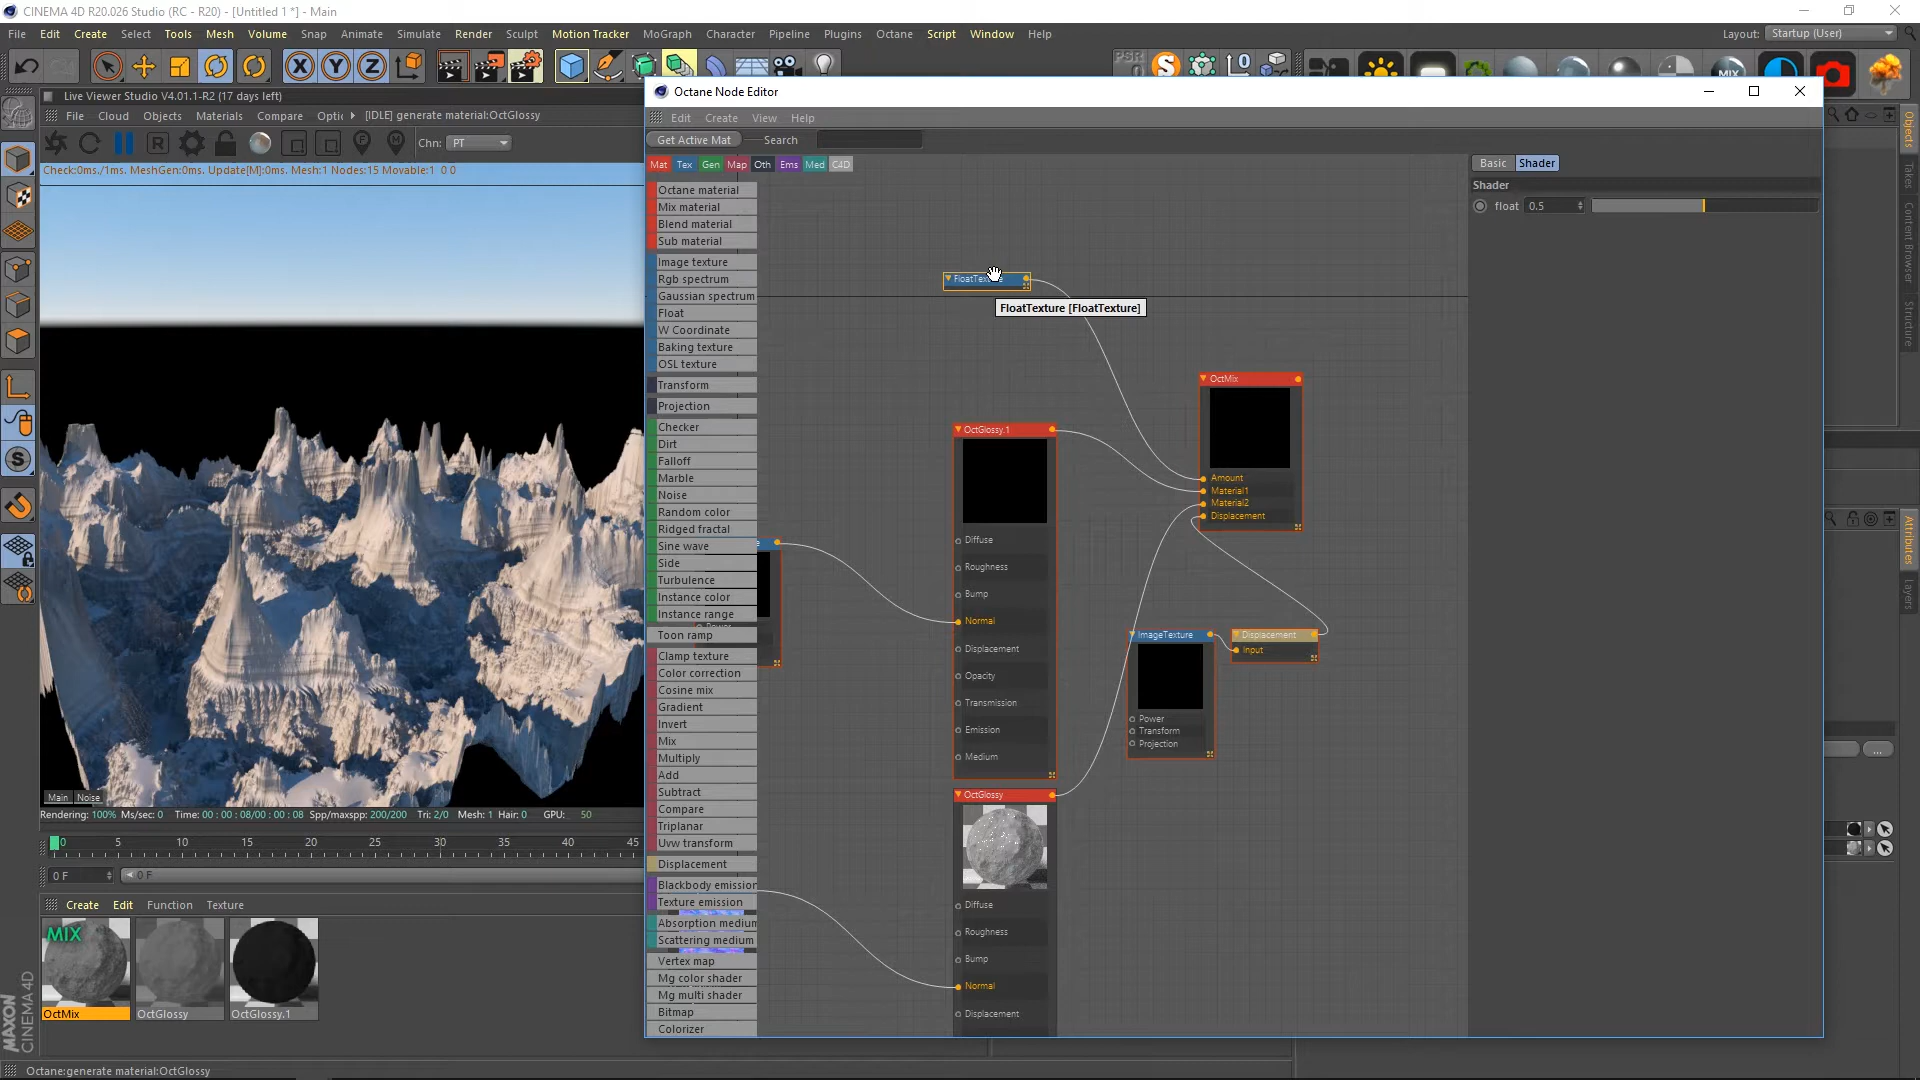 CINEMA 4D R20.026 Studio (RC - R20) - [Untitled 1 *] - Main
File Edit Create Select Tools Mesh Volume Snap Animate Simulate Render Sculpt Motion Tracker MoGraph Character Pipeline Plugins Octane Script Window Help
Layout: Startup (User)
PSR
MIX
Live Viewer Studio V4.01.1-R2 (17 days left)
Octane Node Editor
File Cloud Objects Materials Compare Optic [IDLE] generate material:OctGlossy
Edit Create View Help
Chn: PT
Get Active Mat Search
Check:0ms./1ms. MeshGen:0ms. Update[M]:0ms. Mesh:1 Nodes:15 Movable:1 0 0
Mat Tex Gen Map Oth Ems Med C4D
Basic Shader
Shader
float 0.5
Octane material
Mix material
Blend material
Sub material
Image texture
Rgb spectrum
Gaussian spectrum
Float
W Coordinate
Baking texture
OSL texture
Transform
Projection
Checker
Dirt
Falloff
Marble
Noise
Random color
Ridged fractal
Sine wave
Side
Turbulence
Instance color
Instance range
Toon ramp
Clamp texture
Color correction
Cosine mix
Gradient
Invert
Mix
Multiply
Add
Subtract
Compare
Triplanar
Uvw transform
Displacement
Blackbody emission
Texture emission
Absorption medium
Scattering medium
Vertex map
Mg color shader
Mg multi shader
Bitmap
Colorizer
FloatTexture [FloatTexture]
OctMix
Amount
Material1
Material2
Displacement
OctGlossy.1
Diffuse
Roughness
Bump
Normal
Displacement
Opacity
Transmission
Emission
Medium
ImageTexture
Power
Transform
Projection
Displacement
Input
OctGlossy
Diffuse
Roughness
Bump
Normal
Displacement
Objects
Takes
Content Browser
Structure
Attributes
Layers
...
Main Noise
Rendering: 100% Ms/sec: 0 Time: 00 : 00 : 08/00 : 00 : 08 Spp/maxspp: 200/200 Tri: 2/0 Mesh: 1 Hair: 0 GPU: 50
0 5 10 15 20 25 30 35 40 45
0 F 0 F
Create Edit Function Texture
MIX
OctMix OctGlossy OctGlossy.1
MAXON
CINEMA 4D
Octane:generate material:OctGlossy